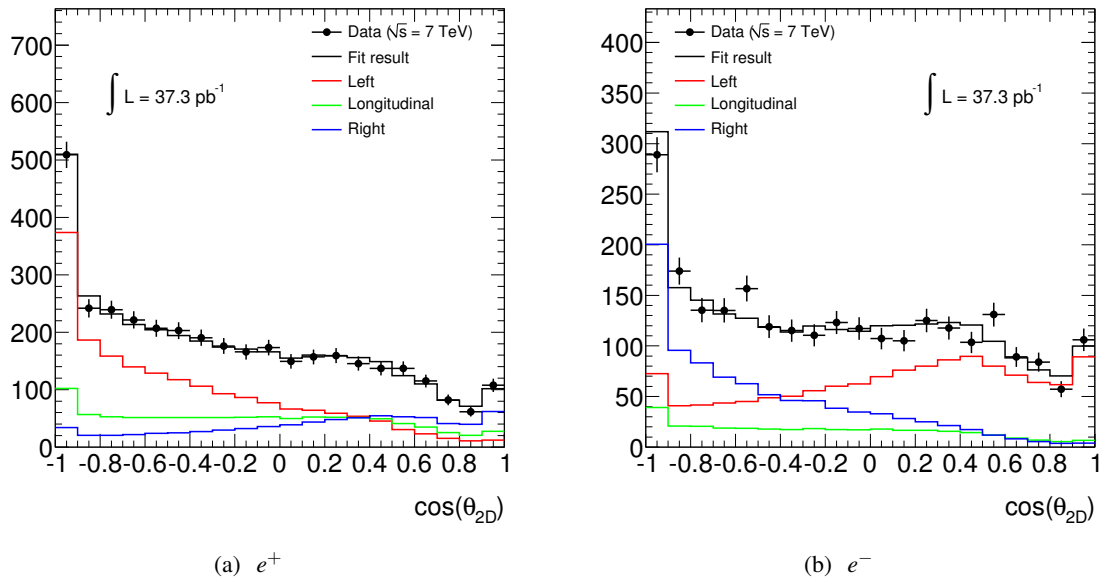 700
600
500
400
300
200
100
0
-1 -0.8 -0.6 -0.4 -0.2 0 0.2 0.4 0.6 0.8 1
cos(θ2D)
∫ L = 37.3 pb-1
Data (√s = 7 TeV)
Fit result
Left
Longitudinal
Right
(a) e+
400
350
300
250
200
150
100
50
0
-1 -0.8 -0.6 -0.4 -0.2 0 0.2 0.4 0.6 0.8 1
cos(θ2D)
Data (√s = 7 TeV)
Fit result
Left
Longitudinal
Right
∫ L = 37.3 pb-1
(b) e−